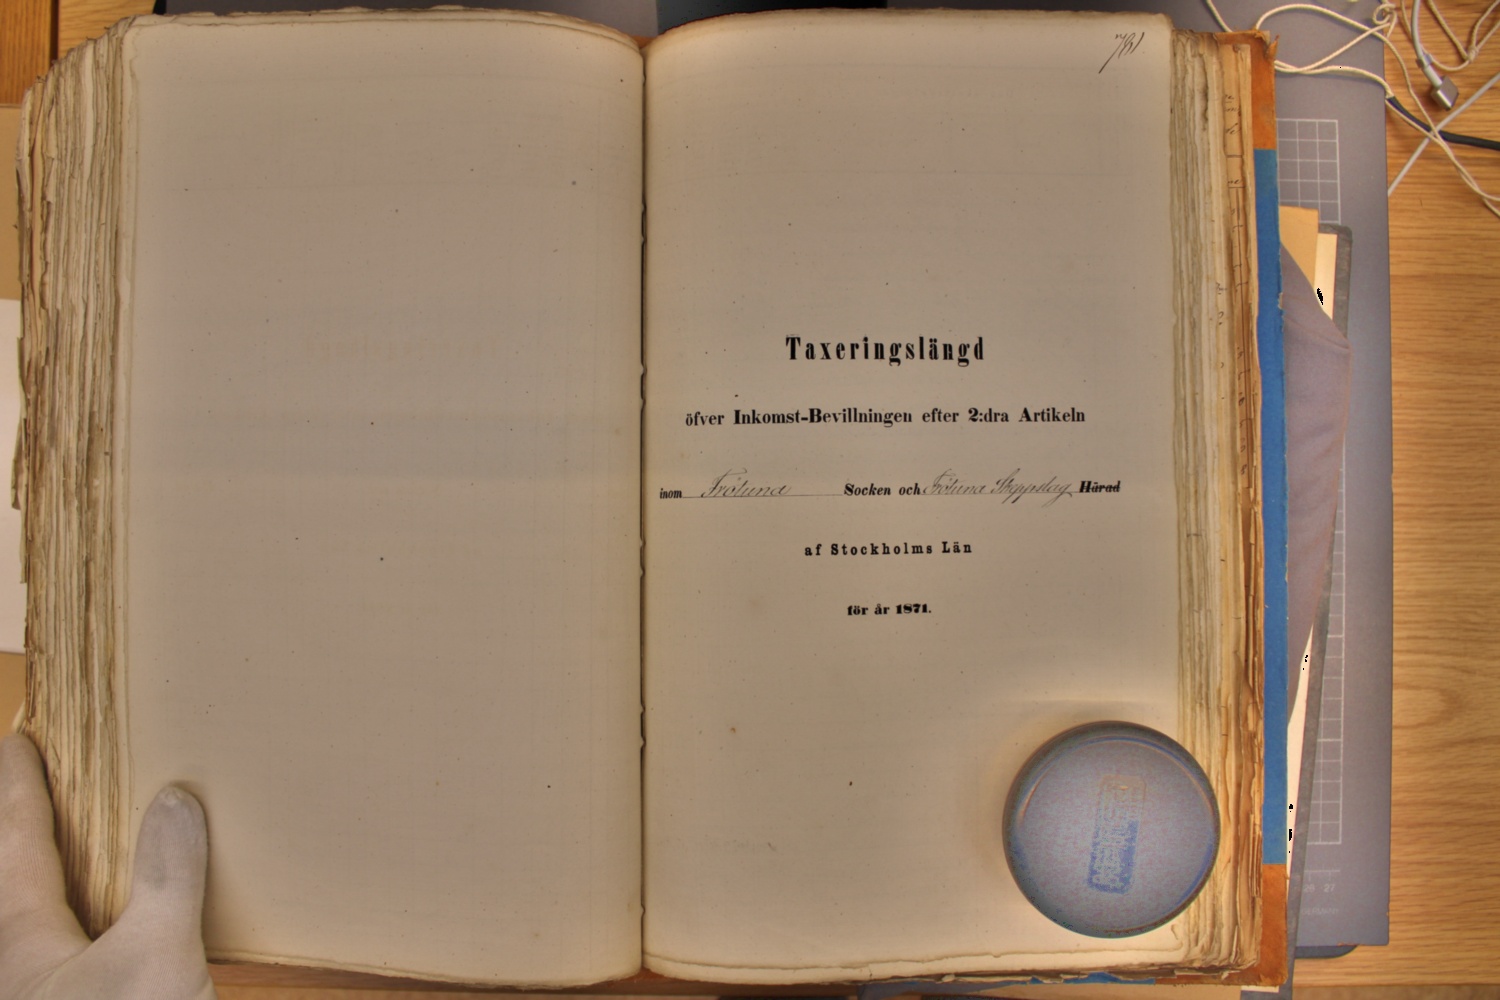 781
Taxeringslängd
öfver Inkomst-Bevillningen efter 2:dra Artikeln
inom Frötuna Socken och Frötuna Skeppslag Härad
af Stockholms Län
för år 1871.